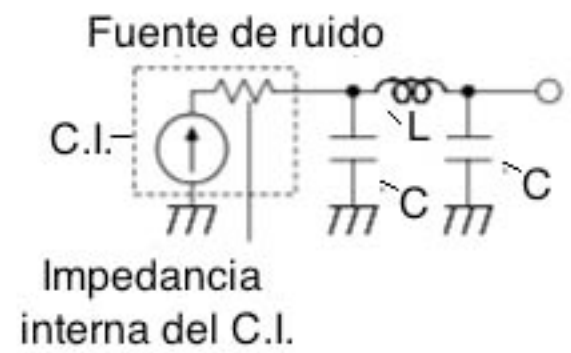 Fuente de ruido
C.I.
L
C
C
Impedancia
interna del C.I.